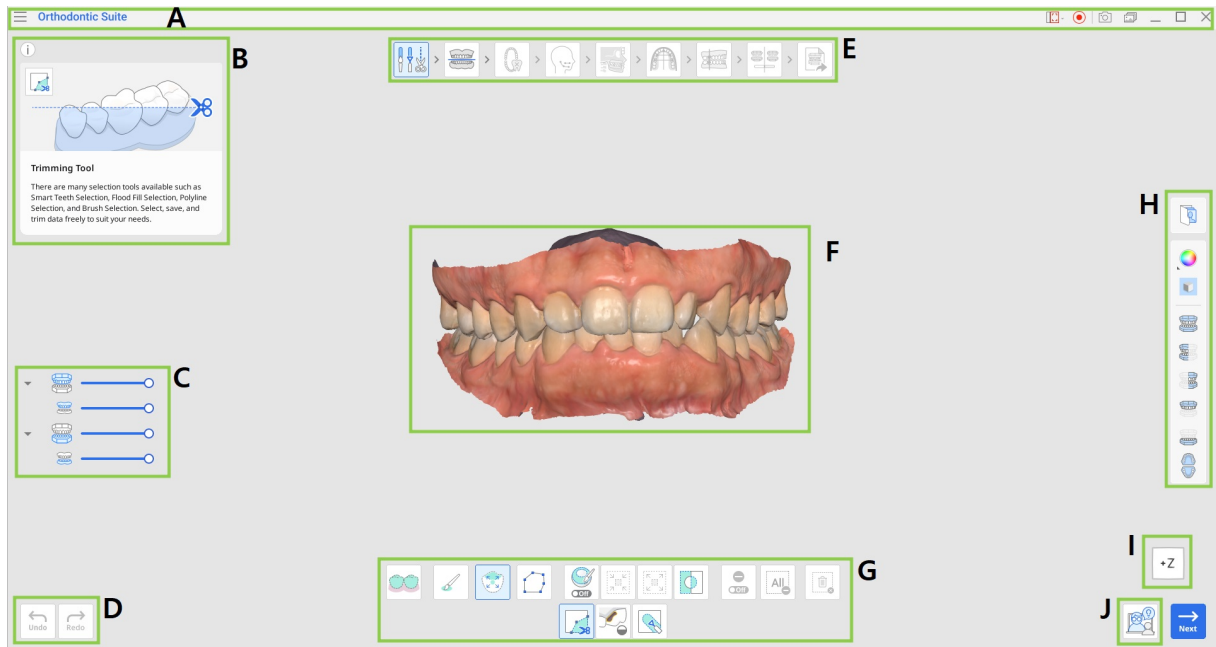 Orthodontic Suite
A
B
E
Trimming Tool
There are many selection tools available such as
Smart Teeth Selection, Flood Fill Selection, Polyline
Selection, and Brush Selection. Select, save, and
trim data freely to suit your needs.
H
F
C
I
+Z
G
Off
Off
All
D
Undo
Redo
J
Next